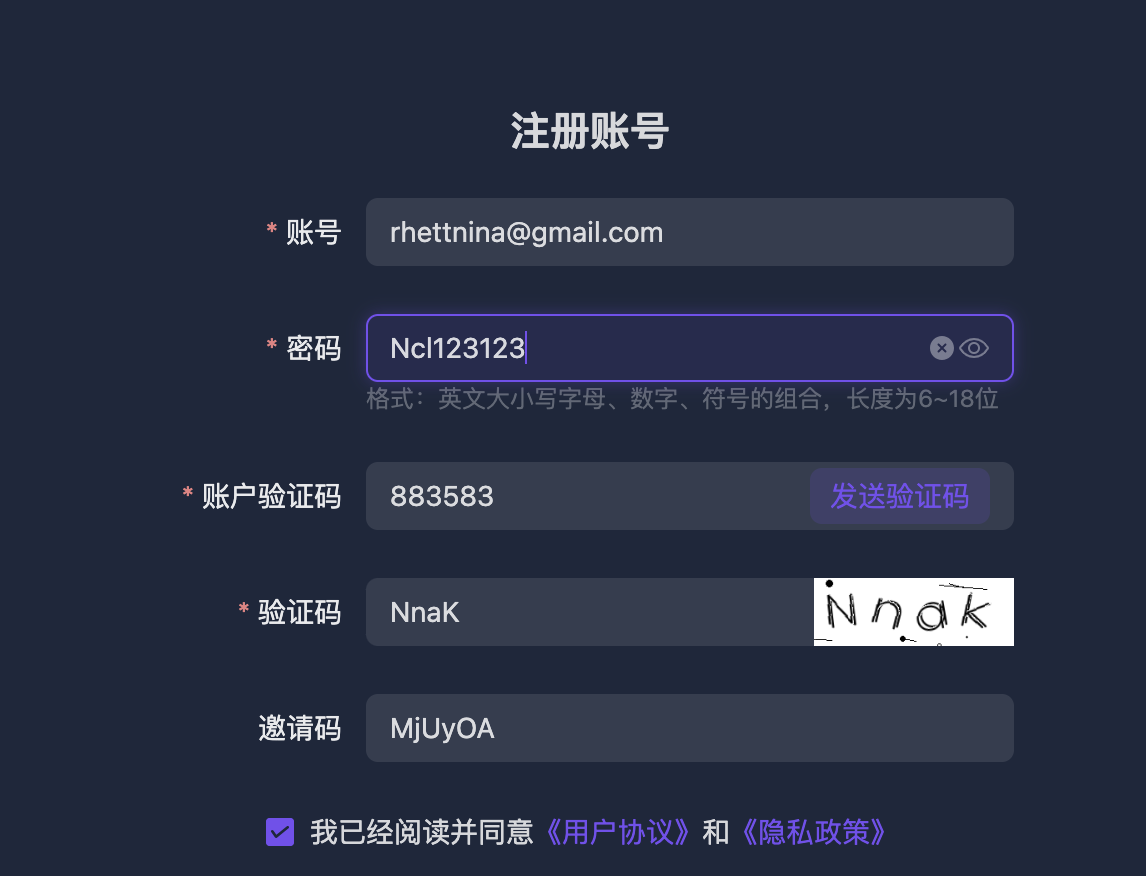 注册账号
* 账号 rhettnina@gmail.com
* 密码 Ncl123123
格式：英文大小写字母、数字、符号的组合，长度为6~18位
* 账户验证码 883583 发送验证码
* 验证码 NnaK Nnak
邀请码 MjUyOA
我已经阅读并同意《用户协议》和《隐私政策》